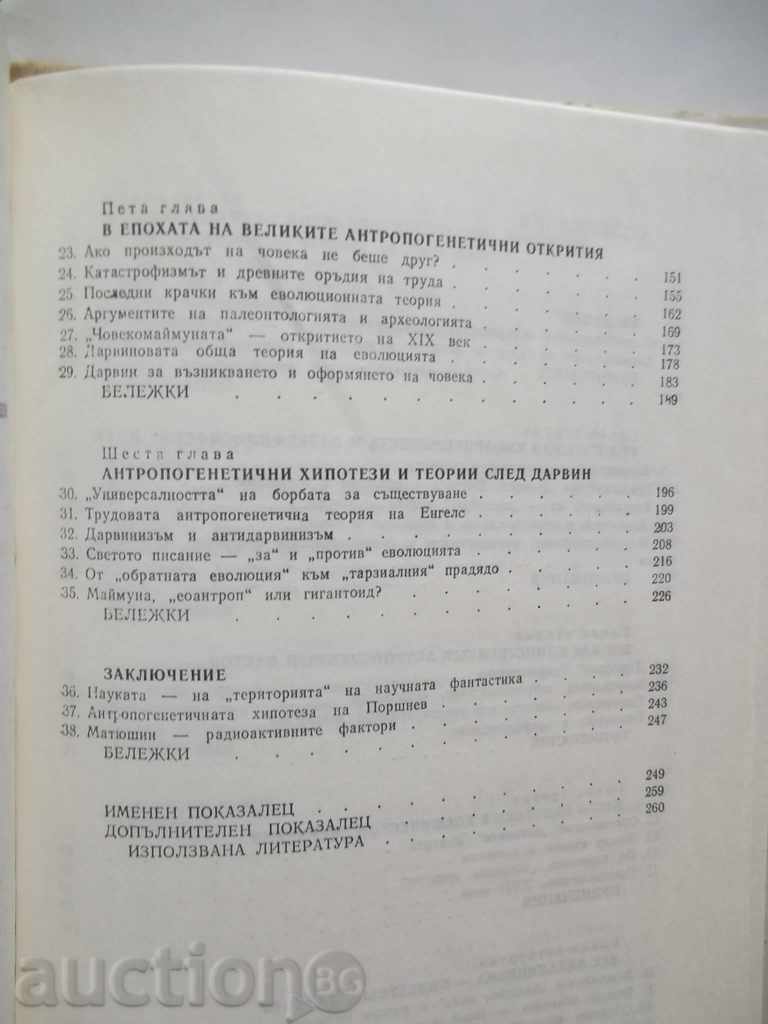 Пета глава
В ЕПОХАТА НА ВЕЛИКИТЕ АНТРОПОГЕНЕТИЧНИ ОТКРИТИЯ
23. Ако произходът на човека не беше друг? . . . . . . 151
24. Катастрофизмът и древните оръдия на труда . . . . . 155
25. Последни крачки към еволюционната теория . . . . . 162
26. Аргументите на палеонтологията и археологията . . . . 169
27. „Човекомаймуната“ — откритието на XIX век . . . . 173
28. Дарвиновата обща теория на еволюцията . . . . . 178
29. Дарвин за възникването и оформянето на човека . . . . 183
БЕЛЕЖКИ . . . . . . . . . . . . 189
Шеста глава
АНТРОПОГЕНЕТИЧНИ ХИПОТЕЗИ И ТЕОРИИ СЛЕД ДАРВИН
30. „Универсалността“ на борбата за съществуване . . . . 196
31. Трудовата антропогенетична теория на Енгелс . . . . 199
32. Дарвинизъм и антидарвинизъм . . . . . . . . 203
33. Светото писание — „за“ и „против“ еволюцията . . . . 208
34. От „обратната еволюция“ към „тарзиалния“ прадядо . . . 216
35. Маймуна, „еоантроп“ или гигантоид? . . . . . . 220
БЕЛЕЖКИ . . . . . . . . . . . . 226
ЗАКЛЮЧЕНИЕ
36. Науката — на „територията“ на научната фантастика . . . 232
37. Антропогенетичната хипотеза на Поршнев . . . . . 236
38. Матюшин — радиоактивните фактори . . . . . . 243
БЕЛЕЖКИ . . . . . . . . . . . . 247
ИМЕНЕН ПОКАЗАЛЕЦ . . . . . . . . . 249
ДОПЪЛНИТЕЛЕН ПОКАЗАЛЕЦ . . . . . . . 259
ИЗПОЛЗВАНА ЛИТЕРАТУРА . . . . . . . 260
auctionBG